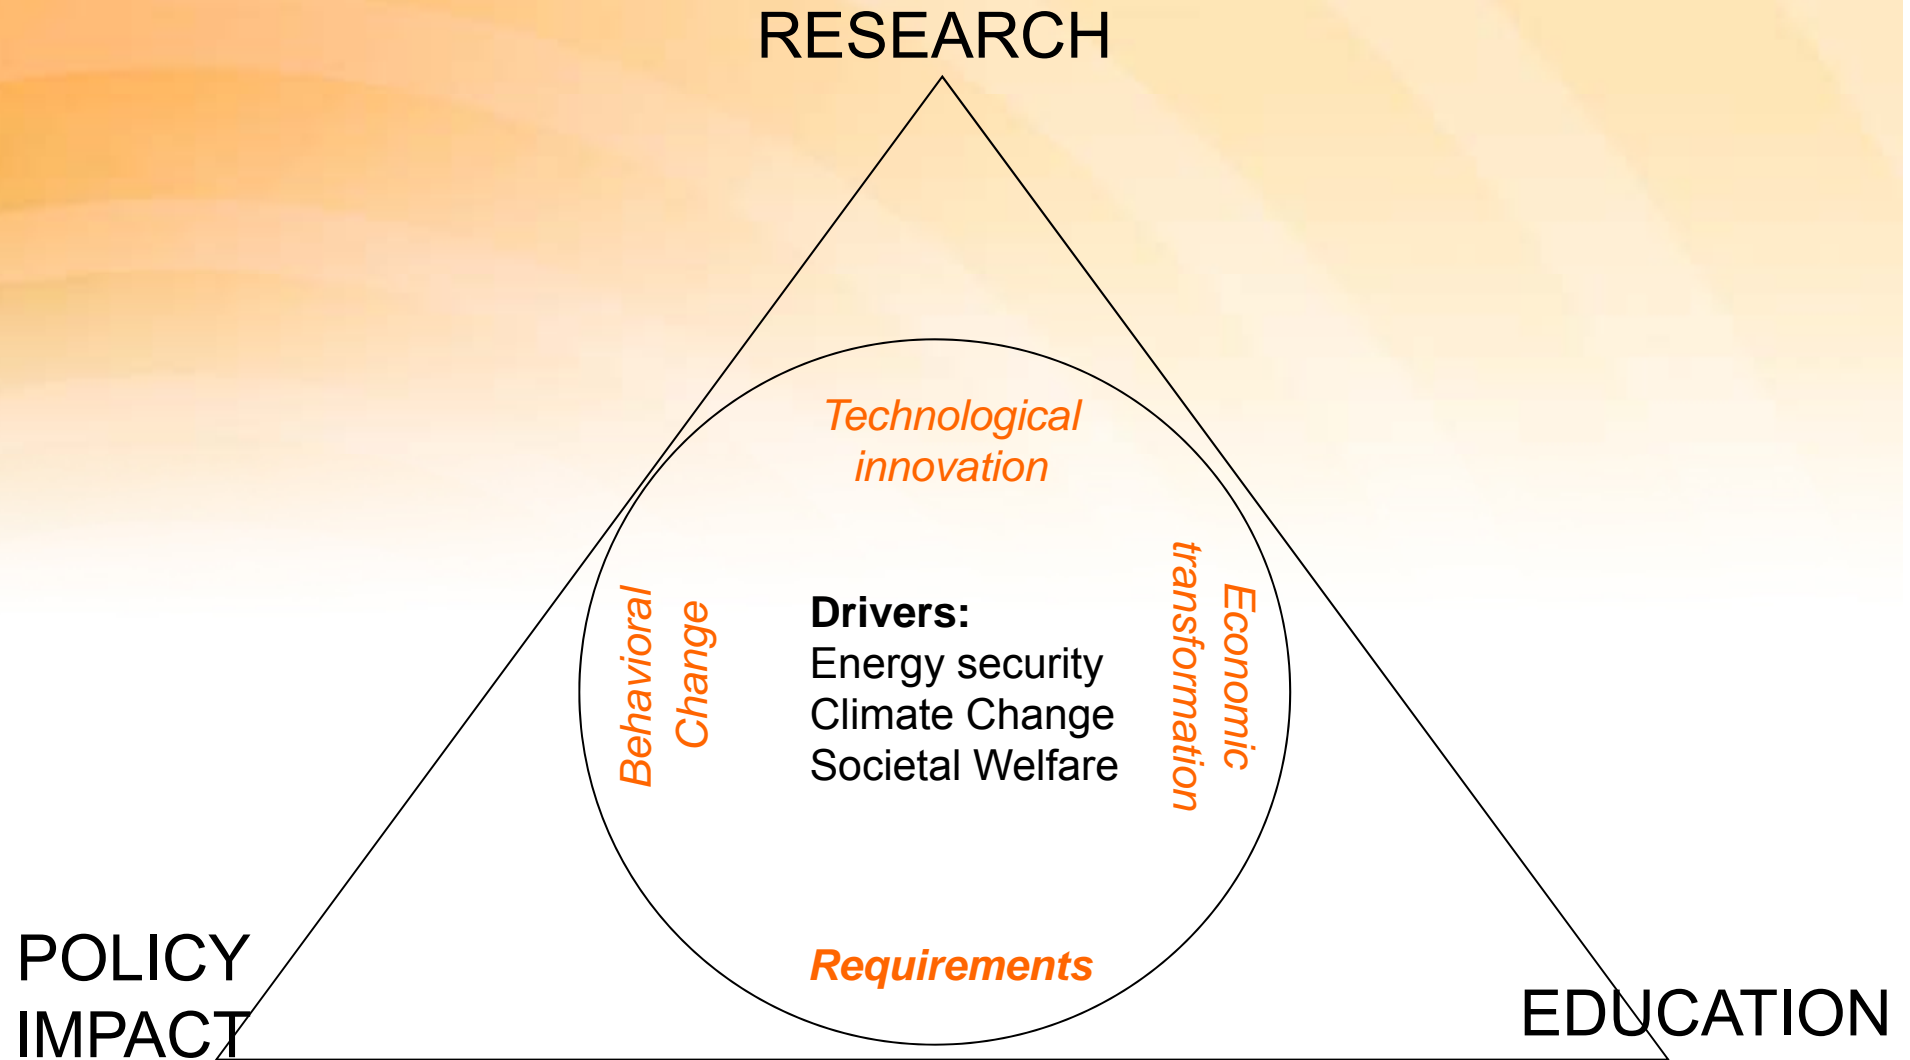 RESEARCH
Technological
innovation
Behavioral
Change
Drivers:
Energy security
Climate Change
Societal Welfare
Economic
transformation
Requirements
POLICY
IMPACT
EDUCATION